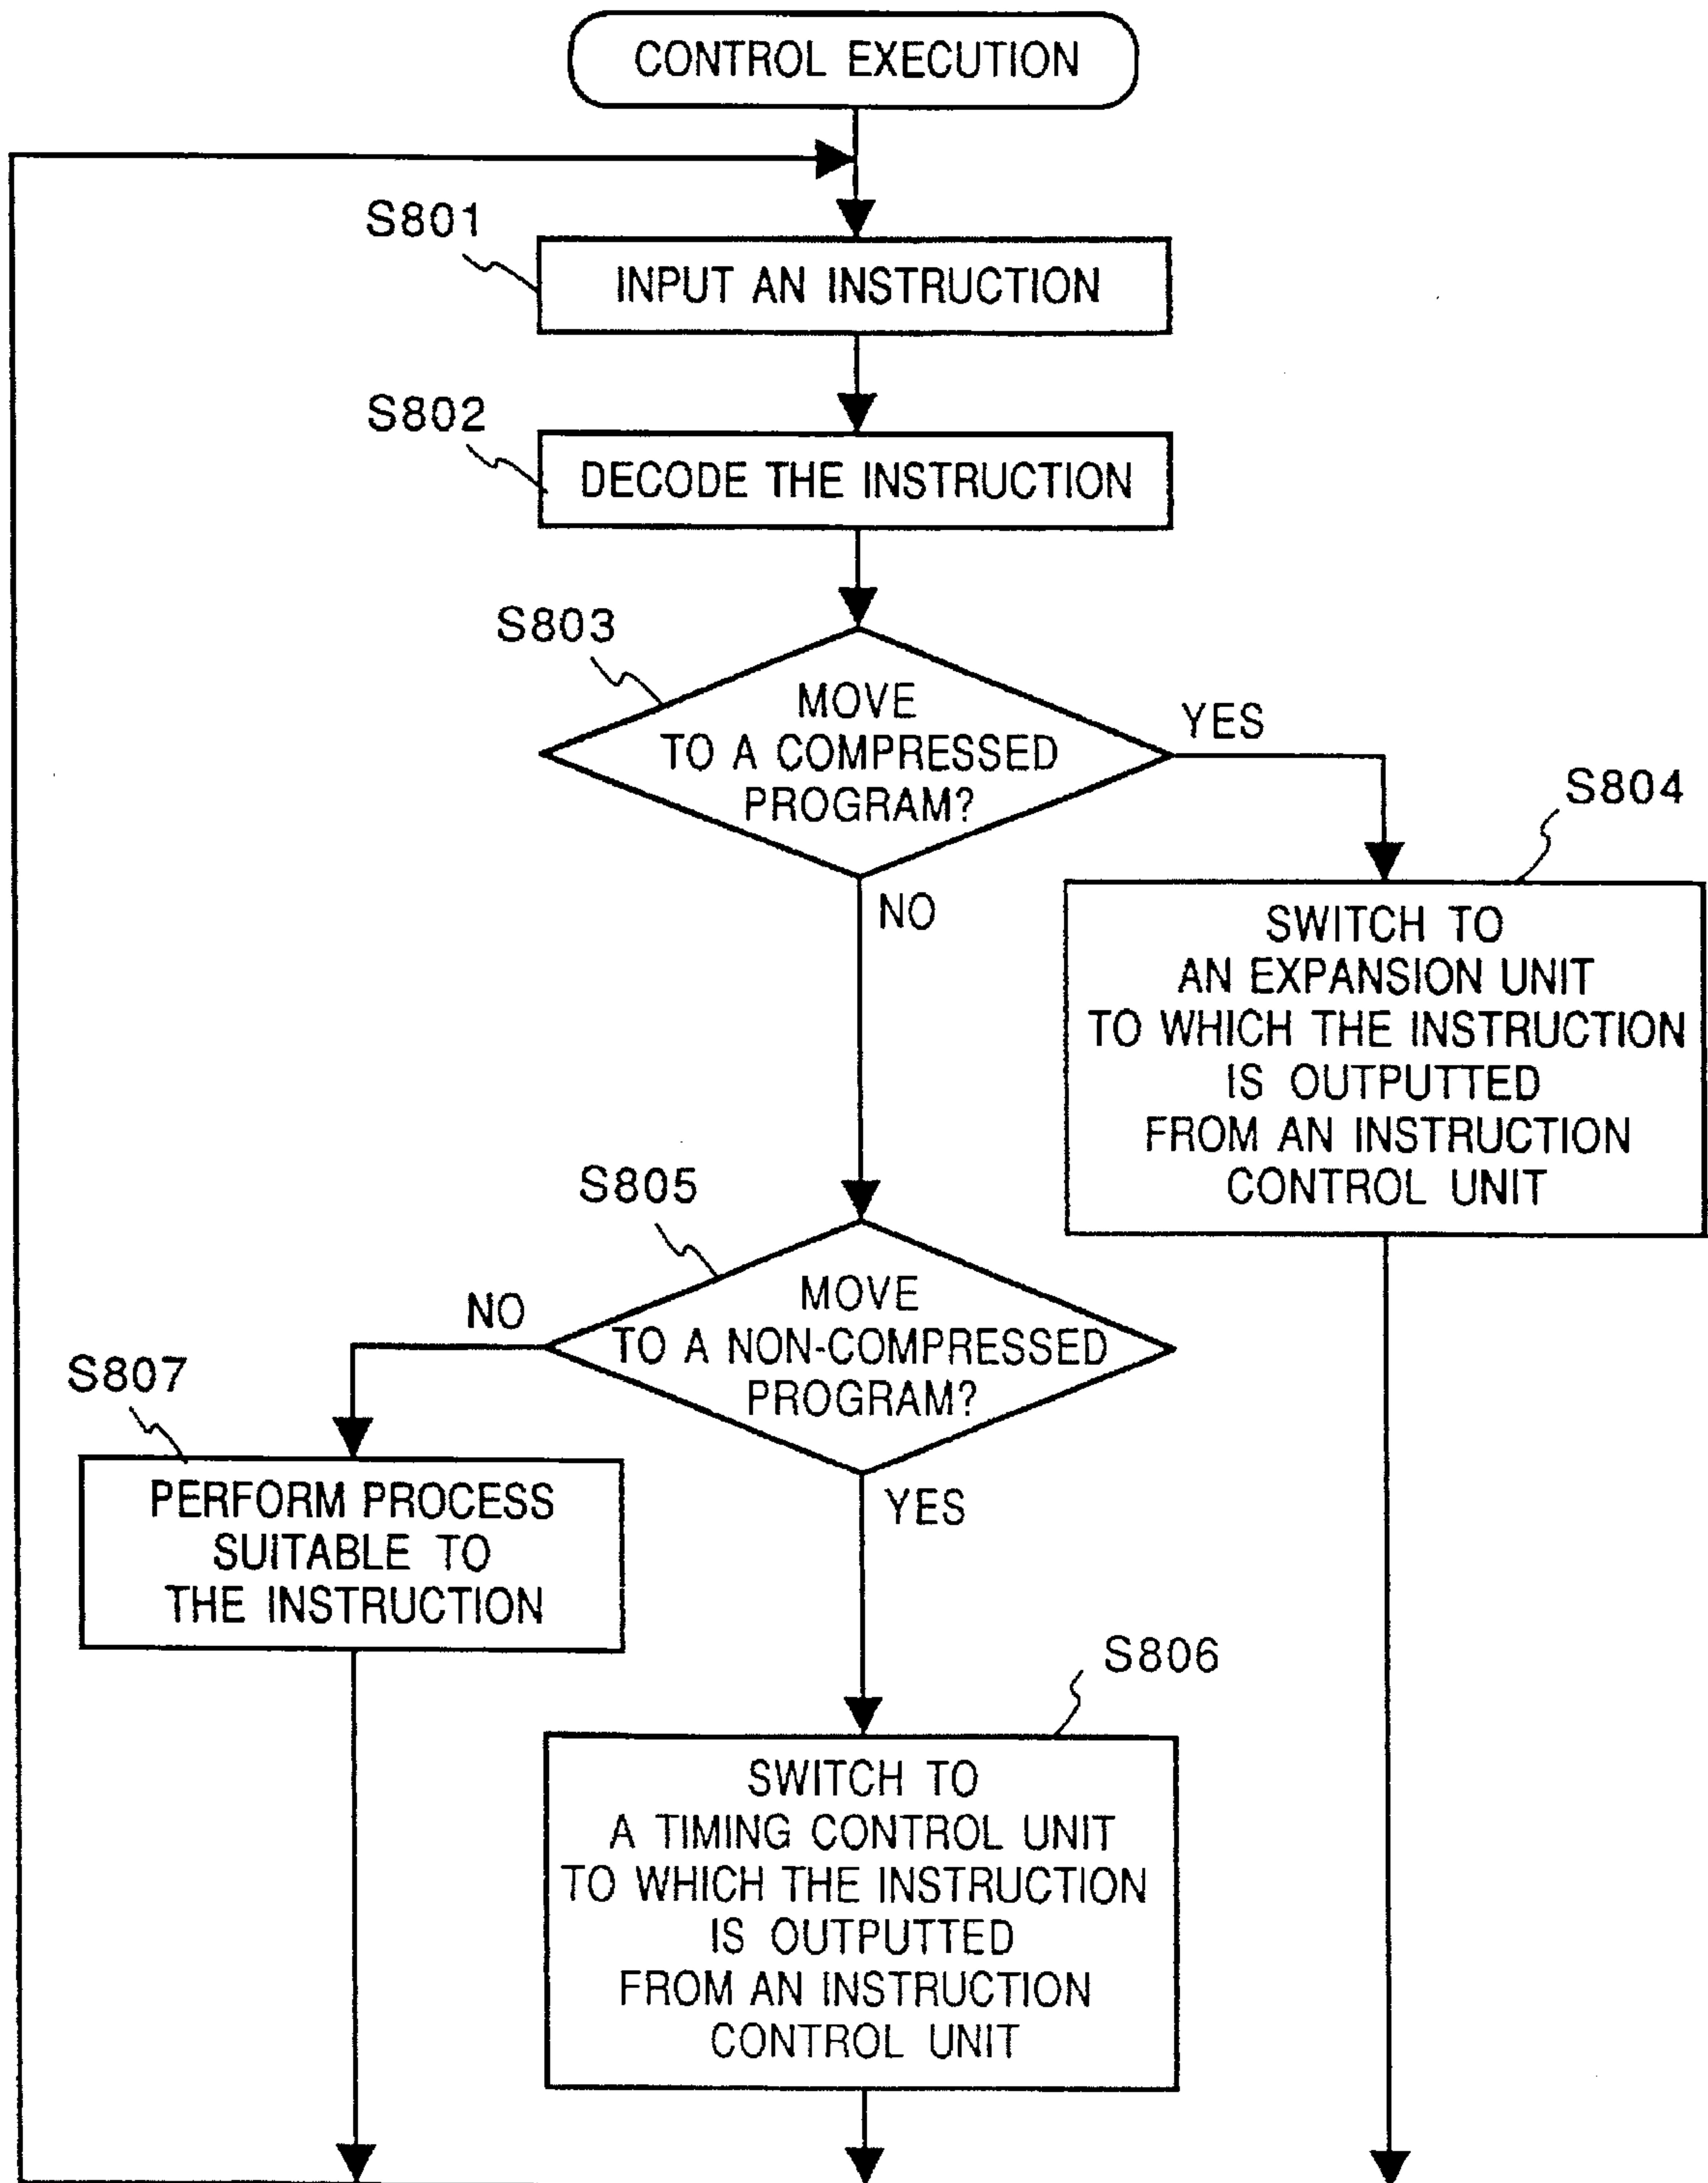 CONTROL EXECUTION
S801
INPUT AN INSTRUCTION
S802
DECODE THE INSTRUCTION
S803
MOVE
TO A COMPRESSED
PROGRAM?
YES
NO
S804
SWITCH TO
AN EXPANSION UNIT
TO WHICH THE INSTRUCTION
IS OUTPUTTED
FROM AN INSTRUCTION
CONTROL UNIT
S805
MOVE
TO A NON-COMPRESSED
PROGRAM?
NO
YES
S807
PERFORM PROCESS
SUITABLE TO
THE INSTRUCTION
S806
SWITCH TO
A TIMING CONTROL UNIT
TO WHICH THE INSTRUCTION
IS OUTPUTTED
FROM AN INSTRUCTION
CONTROL UNIT